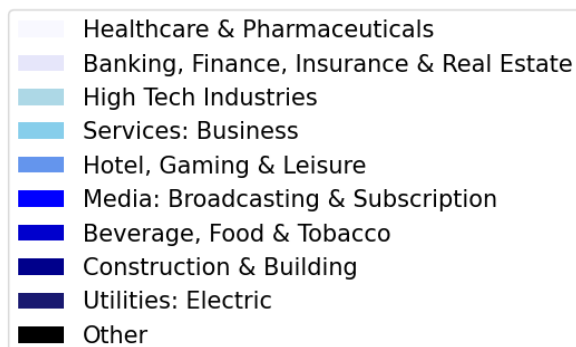 Healthcare & Pharmaceuticals
Banking, Finance, Insurance & Real Estate
High Tech Industries
Services: Business
Hotel, Gaming & Leisure
Media: Broadcasting & Subscription
Beverage, Food & Tobacco
Construction & Building
Utilities: Electric
Other